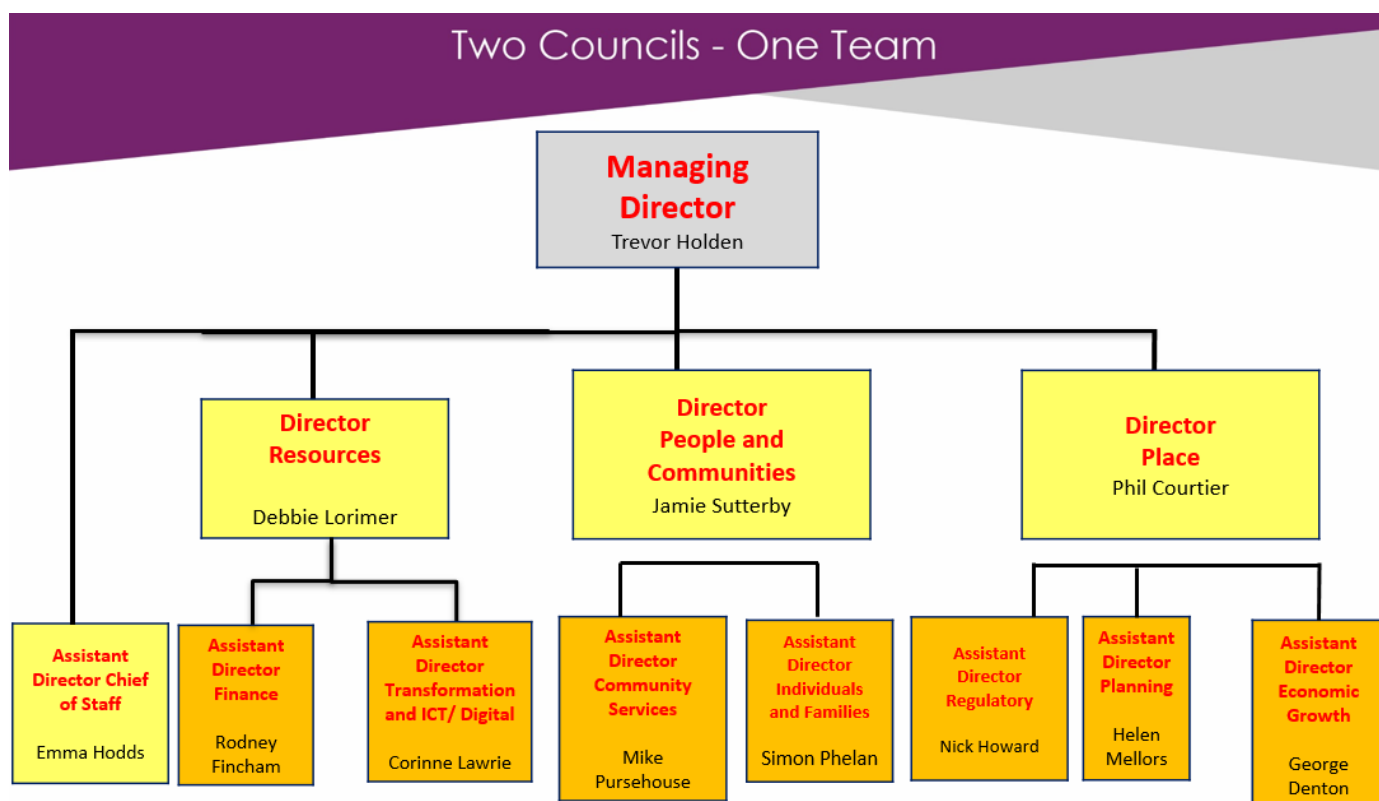 Two Councils - One Team
Managing
Director
Trevor Holden
Director
Resources
Debbie Lorimer
Director
People and
Communities
Jamie Sutterby
Director
Place
Phil Courtier
Assistant
Director Chief
of Staff
Emma Hodds
Assistant
Director
Finance
Rodney
Fincham
Assistant
Director
Transformation
and ICT/ Digital
Corinne Lawrie
Assistant
Director
Community
Services
Mike
Pursehouse
Assistant
Director
Individuals
and Families
Simon Phelan
Assistant
Director
Regulatory
Nick Howard
Assistant
Director
Planning
Helen
Mellors
Assistant
Director
Economic
Growth
George
Denton